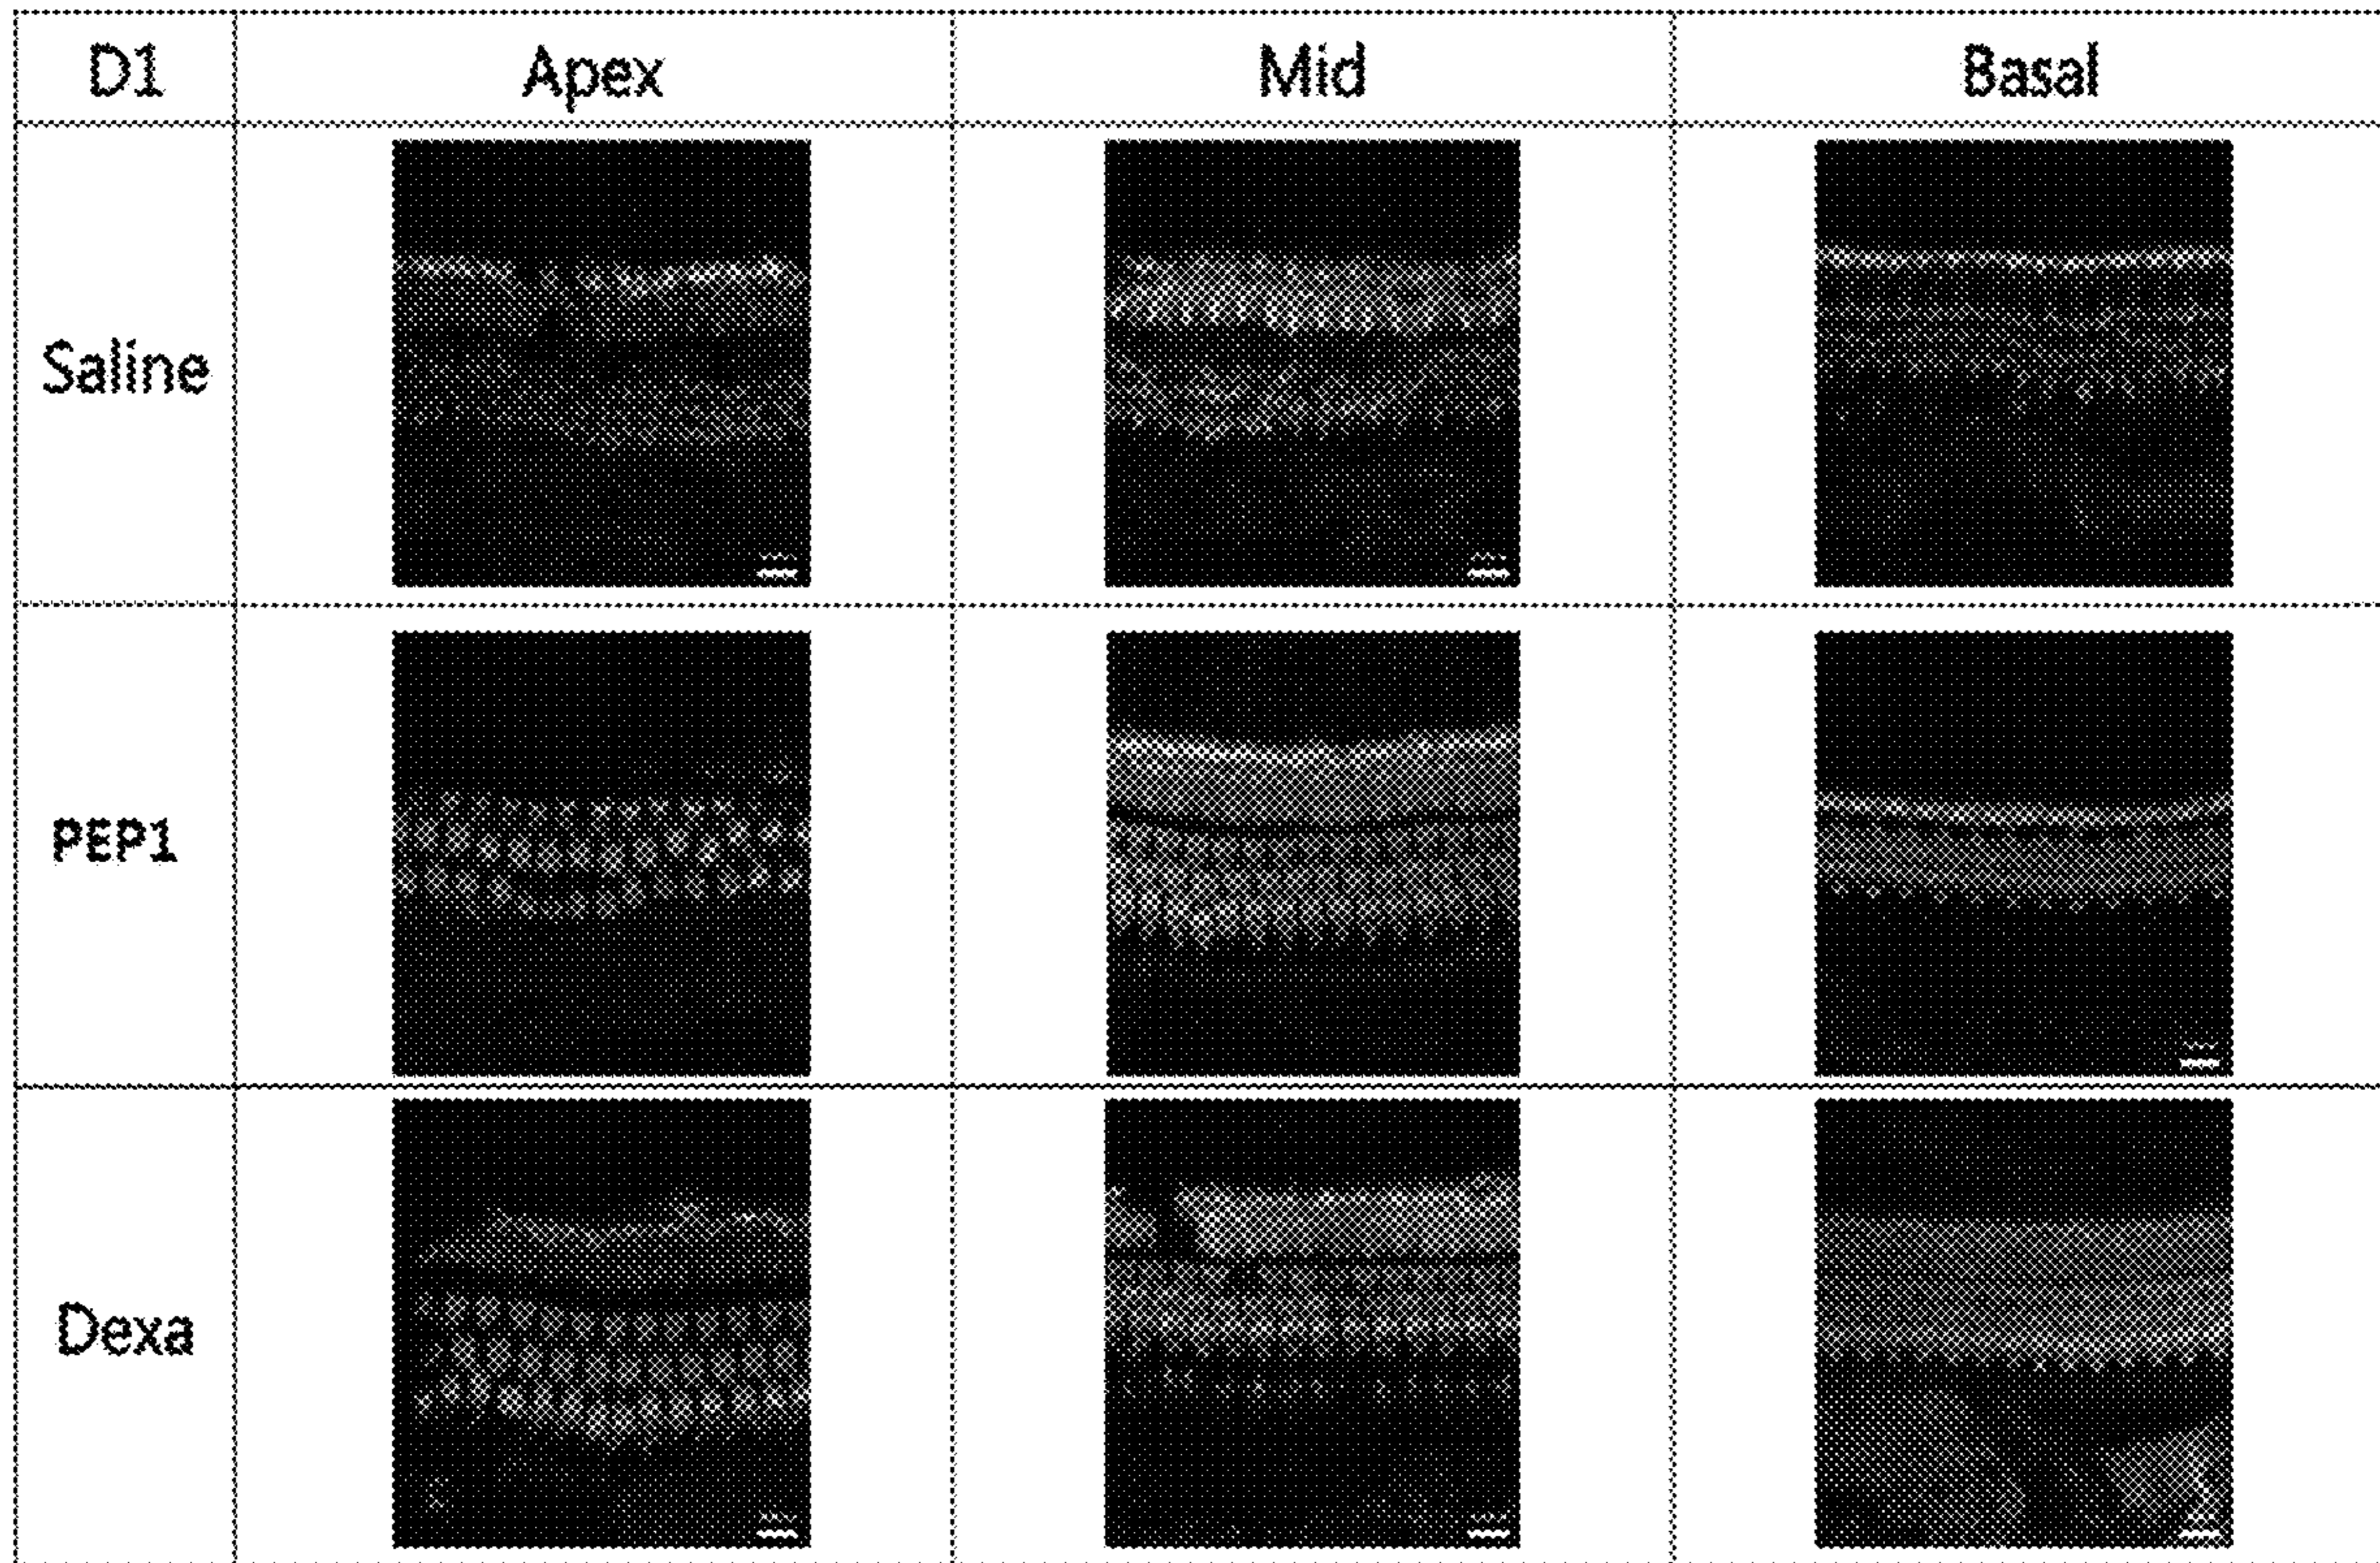 D1 Apex Mid Basal
Saline
PEP1
Dexa